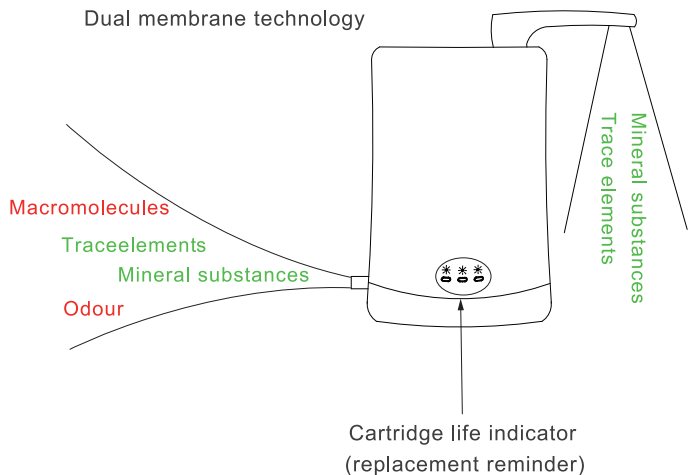 Dual membrane technology
Macromolecules
Traceelements
Mineral substances
Odour
Mineral substances
Trace elements
Cartridge life indicator
(replacement reminder)